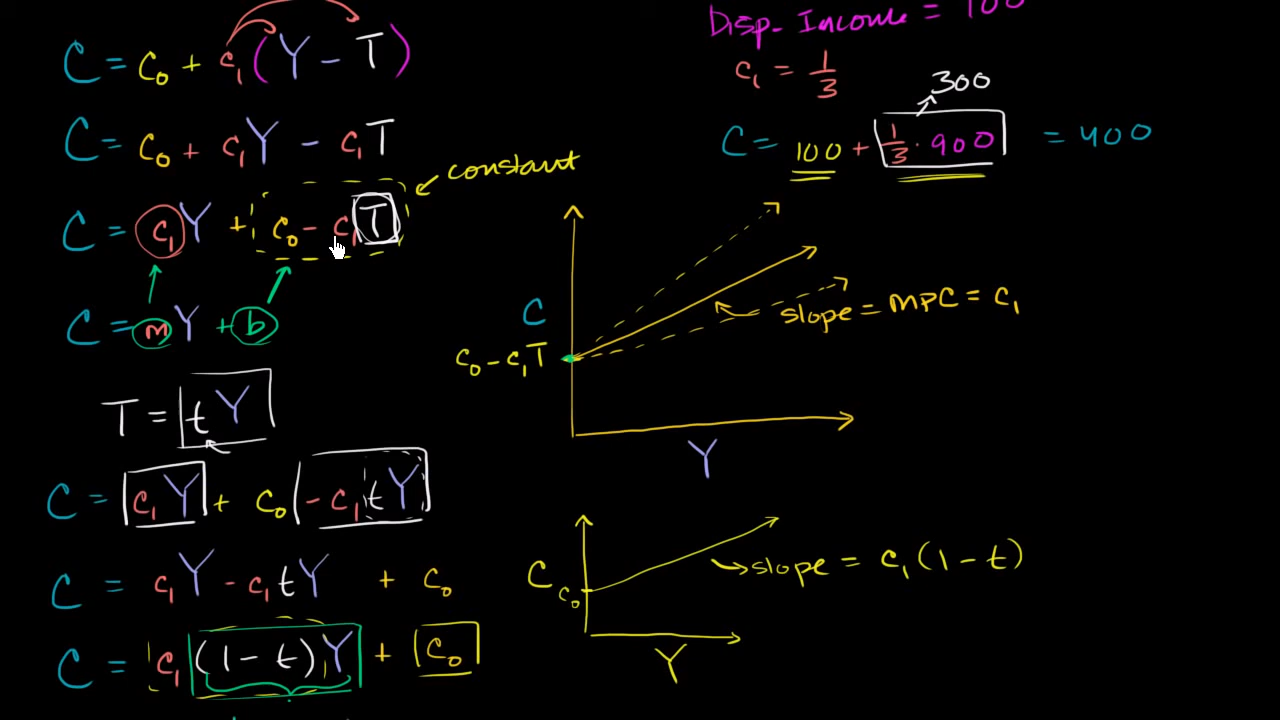 C = c₀ + c₁(Y - T)
C = c₀ + c₁Y - c₁T
constant
C = c₁Y + c₀ - c₁T
C = mY + b
T = tY
C = c₁Y + c₀ - c₁tY
C = c₁Y - c₁tY + c₀
C = c₁(1 - t)Y + c₀
Disp. Income = 100
c₁ = 1/3
300
C = 100 + 1/3 · 900 = 400
C
slope = MPC = c₁
c₀ - c₁T
Y
C
slope = c₁(1 - t)
c₀
Y